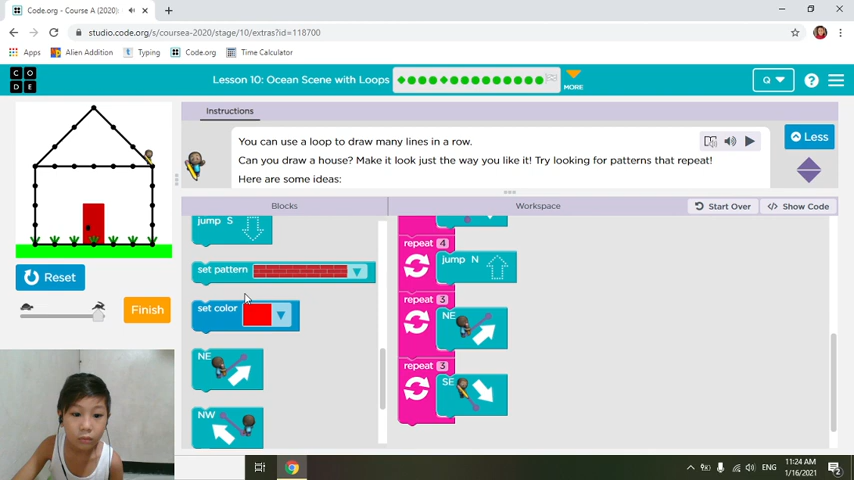 Code.org - Course A (2020):
studio.code.org/s/coursea-2020/stage/10/extras?id=118700
Apps Alien Addition Typing Code.org Time Calculator
C O
D E
Lesson 10: Ocean Scene with Loops
MORE
Q
Instructions
You can use a loop to draw many lines in a row.
Can you draw a house? Make it look just the way you like it! Try looking for patterns that repeat!
Here are some ideas:
Less
Blocks
Workspace
Start Over
Show Code
jump S
set pattern
set color
NE
NW
repeat 4
jump N
repeat 3
NE
repeat 3
SE
Reset
Finish
ENG
11:24 AM
1/16/2021
2